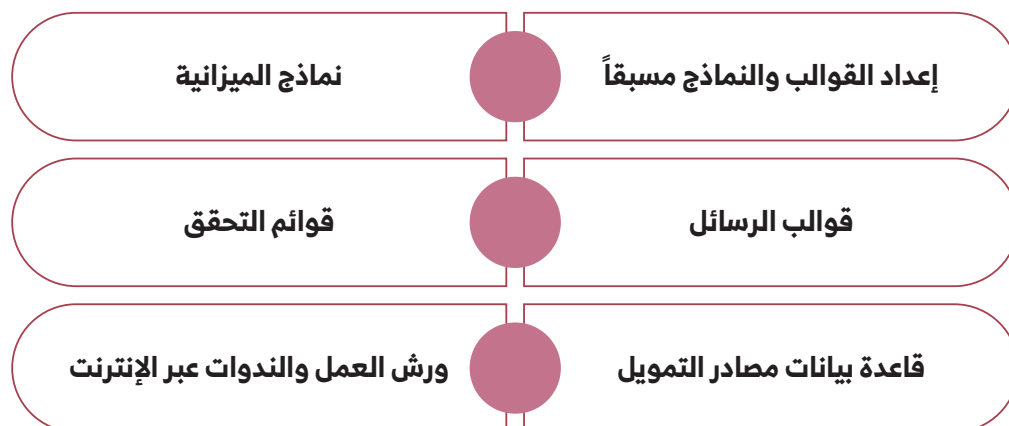 إعداد القوالب والنماذج مسبقاً
نماذج الميزانية
قوالب الرسائل
قوائم التحقق
قاعدة بيانات مصادر التمويل
ورش العمل والندوات عبر الإنترنت